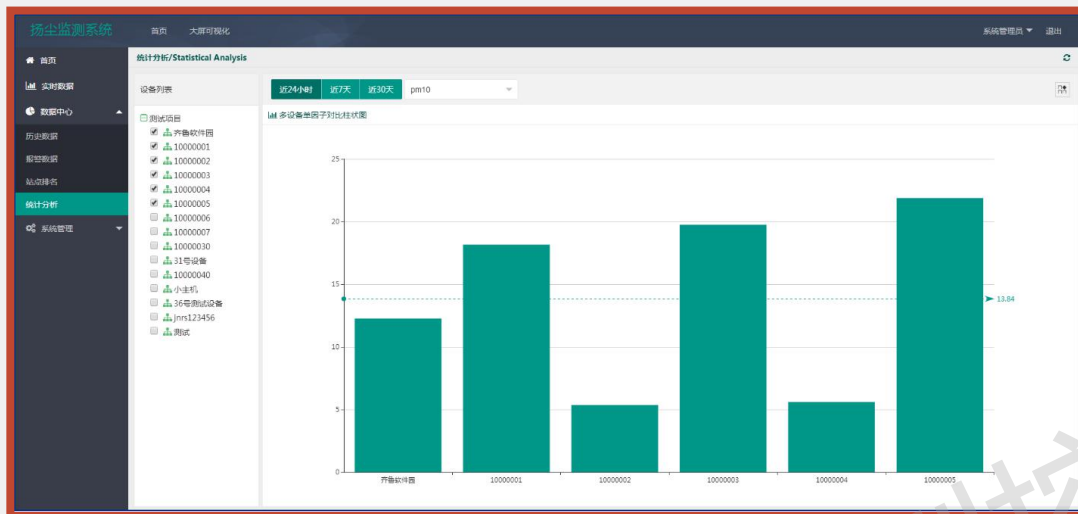 扬尘监测系统
首页 大屏可视化
系统管理员 退出
首页
实时数据
数据中心
历史数据
报警数据
站点排名
统计分析
系统管理
统计分析/Statistical Analysis
设备列表
测试项目
齐鲁软件园
10000001
10000002
10000003
10000004
10000005
10000006
10000007
10000030
31号设备
10000040
小主机
36号测试设备
jnrs123456
测试
近24小时 近7天 近30天 pm10
多设备单因子对比柱状图
25
20
15
10
5
0
13.84
齐鲁软件园 10000001 10000002 10000003 10000004 10000005